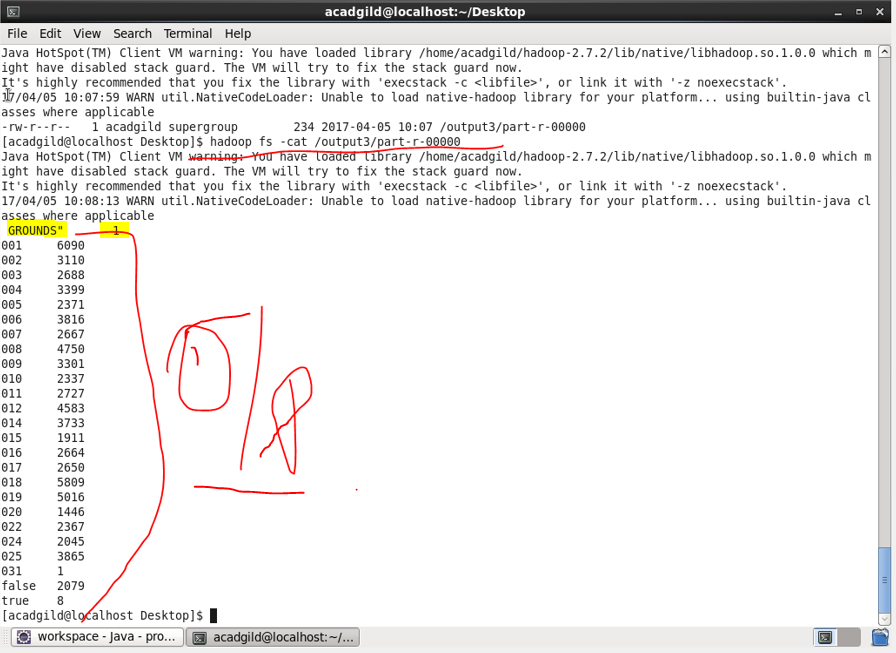 acadgild@localhost:~/Desktop
File Edit View Search Terminal Help
Java HotSpot(TM) Client VM warning: You have loaded library /home/acadgild/hadoop-2.7.2/lib/native/libhadoop.so.1.0.0 which m
ight have disabled stack guard. The VM will try to fix the stack guard now.
It's highly recommended that you fix the library with 'execstack -c <libfile>', or link it with '-z noexecstack'.
17/04/05 10:07:59 WARN util.NativeCodeLoader: Unable to load native-hadoop library for your platform... using builtin-java cl
asses where applicable
-rw-r--r--   1 acadgild supergroup        234 2017-04-05 10:07 /output3/part-r-00000
[acadgild@localhost Desktop]$ hadoop fs -cat /output3/part-r-00000
Java HotSpot(TM) Client VM warning: You have loaded library /home/acadgild/hadoop-2.7.2/lib/native/libhadoop.so.1.0.0 which m
ight have disabled stack guard. The VM will try to fix the stack guard now.
It's highly recommended that you fix the library with 'execstack -c <libfile>', or link it with '-z noexecstack'.
17/04/05 10:08:13 WARN util.NativeCodeLoader: Unable to load native-hadoop library for your platform... using builtin-java cl
asses where applicable
 GROUNDS"       1
001     6090
002     3110
003     2688
004     3399
005     2371
006     3816
007     2667
008     4750
009     3301
010     2337
011     2727
012     4583
014     3733
015     1911
016     2664
017     2650
018     5809
019     5016
020     1446
022     2367
024     2045
025     3865
031     1
false   2079
true    8
[acadgild@localhost Desktop]$
workspace - Java - pro...
acadgild@localhost:~/...